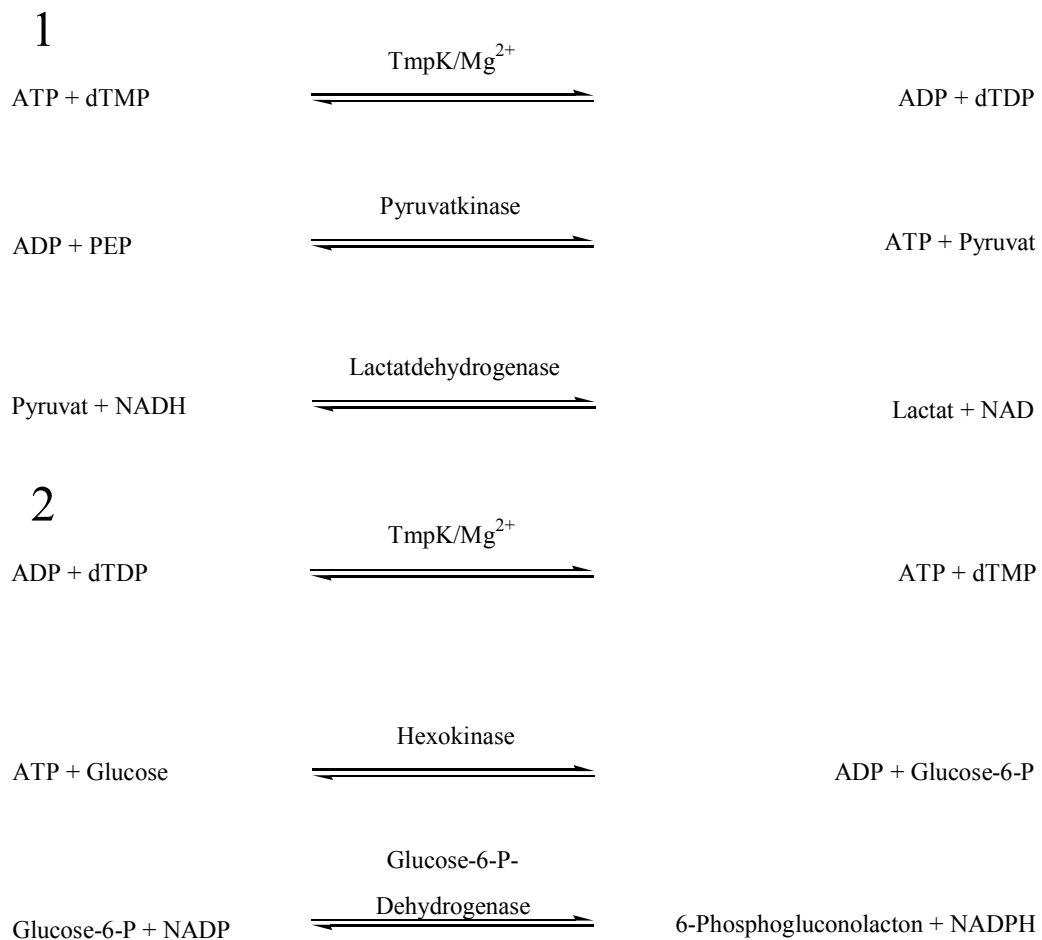 1
TmpK/Mg²⁺
ATP + dTMP
ADP + dTDP
Pyruvatkinase
ADP + PEP
ATP + Pyruvat
Lactatdehydrogenase
Pyruvat + NADH
Lactat + NAD
2
TmpK/Mg²⁺
ADP + dTDP
ATP + dTMP
Hexokinase
ATP + Glucose
ADP + Glucose-6-P
Glucose-6-P-
Dehydrogenase
Glucose-6-P + NADP
6-Phosphogluconolacton + NADPH